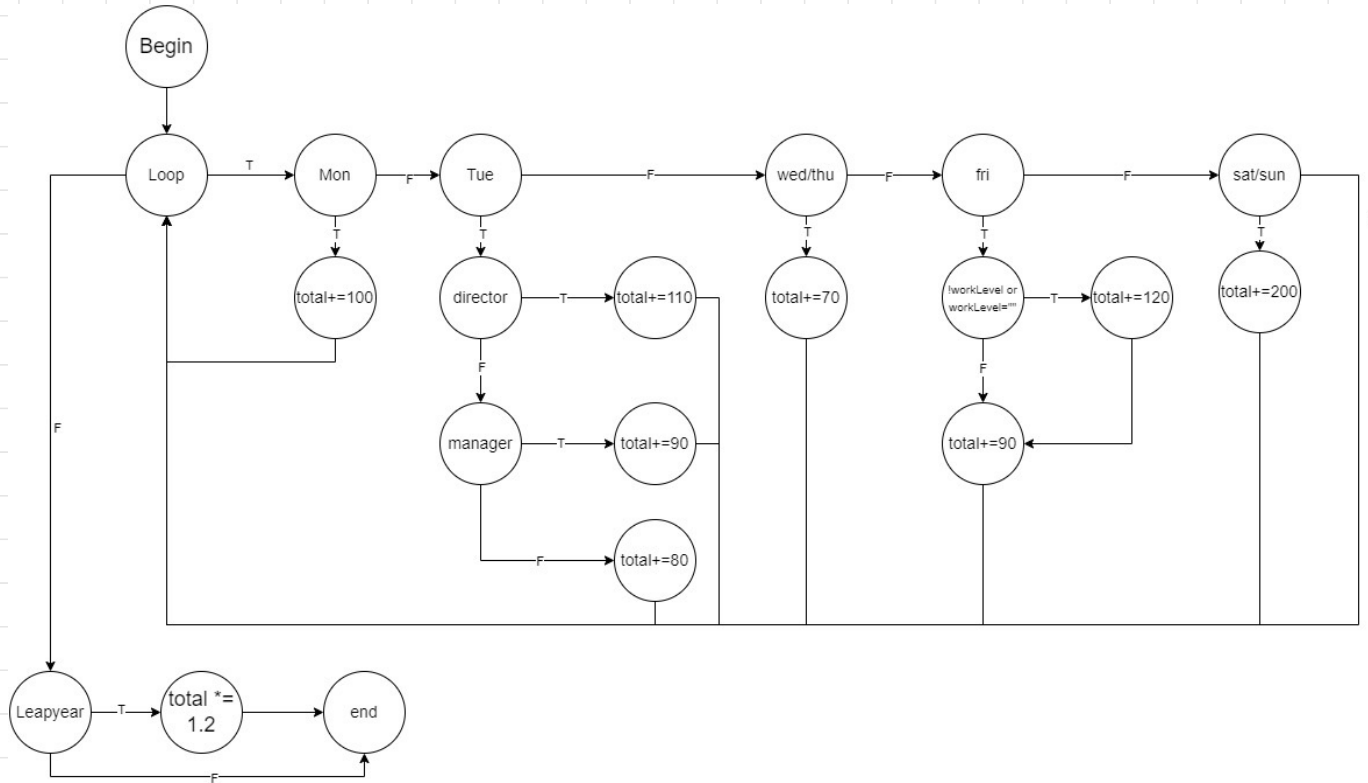 Begin
Loop
T
Mon
F
Tue
F
wed/thu
F
fri
F
sat/sun
T
T
T
T
T
total+=100
director
T
total+=110
total+=70
!workLevel or
workLevel=""
T
total+=120
total+=200
F
F
F
manager
T
total+=90
total+=90
F
total+=80
Leapyear
T
total *=
1.2
end
F